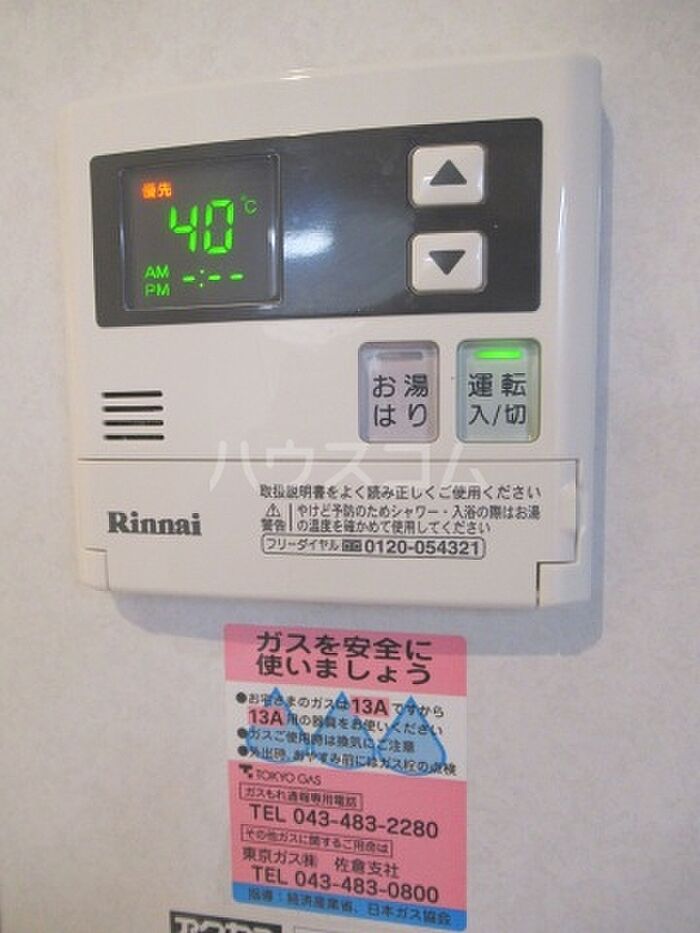 優先
40℃
AM
PM -:--
お湯はり
運転入/切
ハウスコム
取扱説明書をよく読み正しくご使用ください
⚠警告 やけど予防のためシャワー・入浴の際はお湯
の温度を確かめて使用してください
Rinnai
フリーダイヤル 0120-054321
ガスを安全に
使いましょう
●お客さまのガスは13Aですから
13A用の器具をお使いください
●ガスご使用時は換気にご注意
●外出時、おやすみ前にはガス栓の点検
TOKYO GAS
ガスもれ通報専用電話
TEL 043-483-2280
その他ガスに関するご用命は
東京ガス㈱ 佐倉支社
TEL 043-483-0800
指導:経済産業省、日本ガス協会